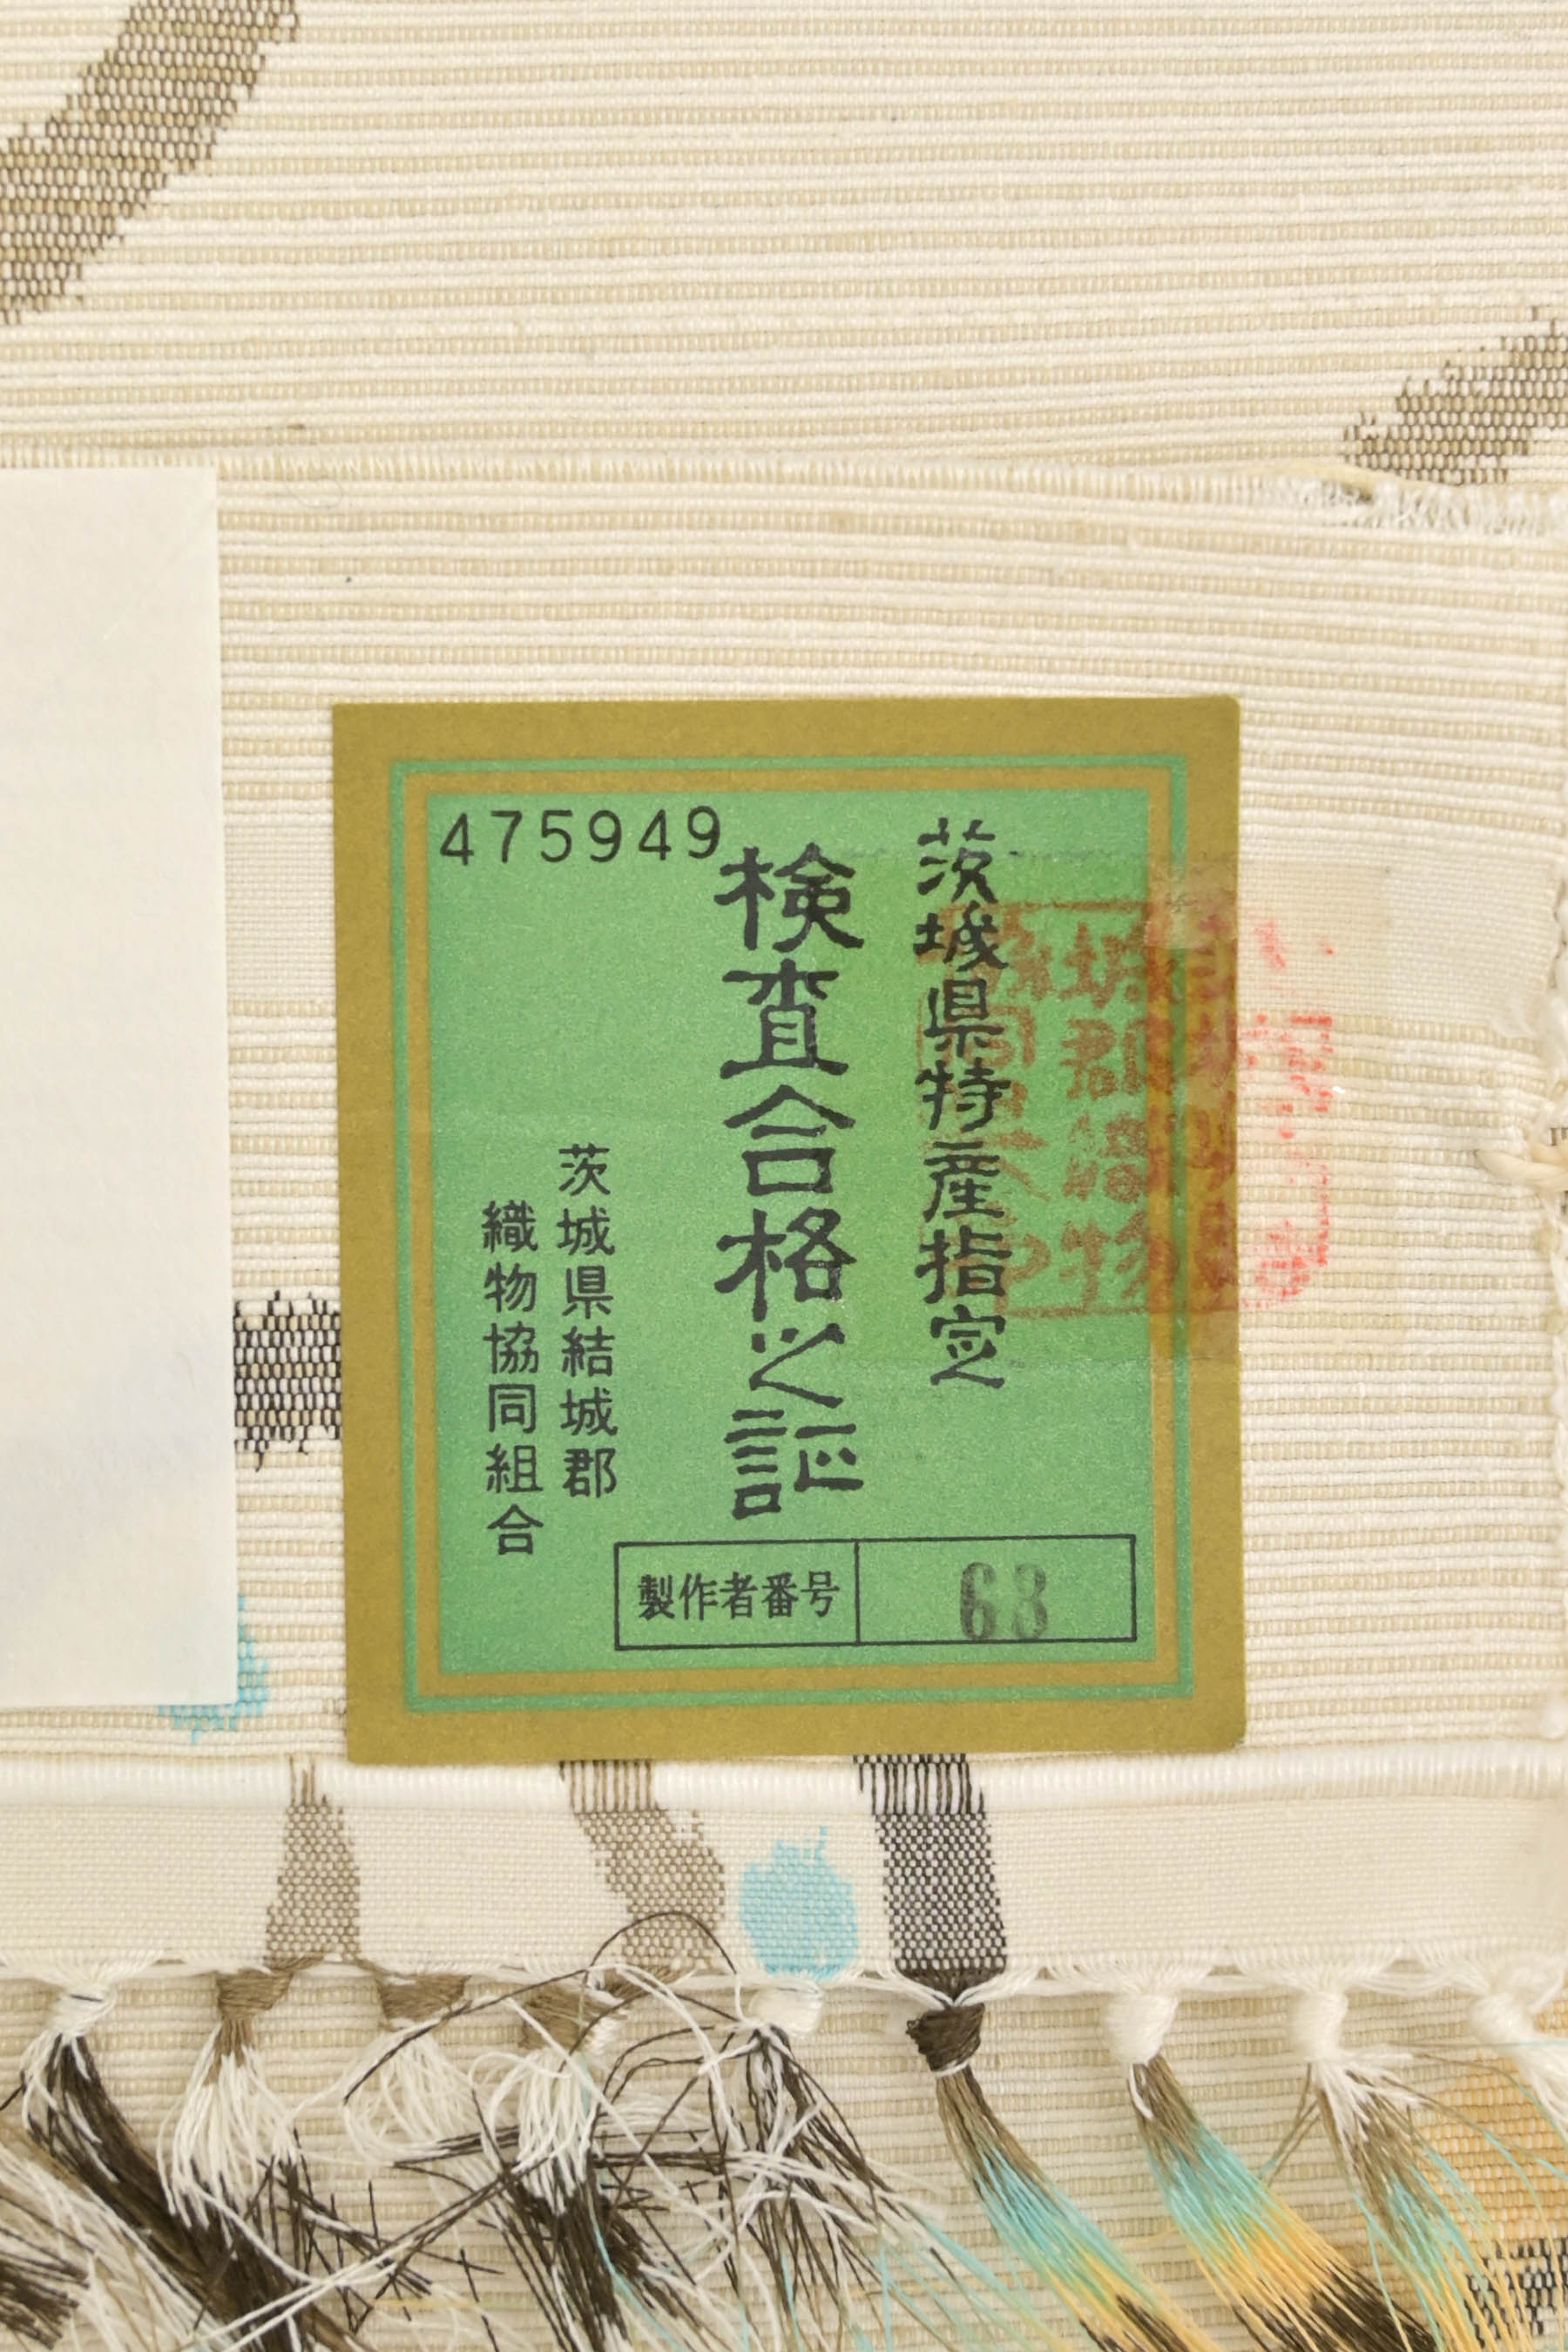 475949
茨城県特産指定之
検査合格之証
茨城県結城郡
織物協同組合
製作者番号 63